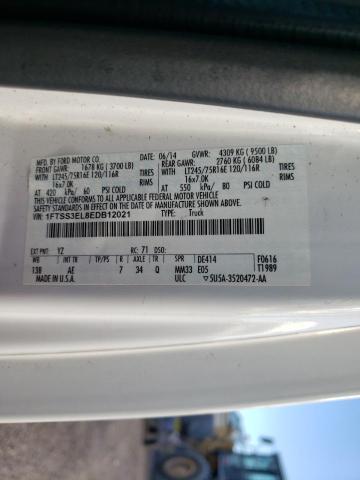 MFD. BY FORD MOTOR CO.
06/14 GVWR: 4309 KG ( 9500 LB)
FRONT GAWR: 1678 KG ( 3700 LB) REAR GAWR: 2760 KG ( 6084 LB)
WITH LT245/75R16E 120/116R TIRES WITH LT245/75R16E 120/116R TIRES
16x7.0K RIMS 16x7.0K RIMS
AT 420 kPa/ 60 PSI COLD AT 550 kPa/ 80 PSI COLD
THIS VEHICLE CONFORMS TO ALL APPLICABLE FEDERAL MOTOR VEHICLE
SAFETY STANDARDS IN EFFECT ON THE DATE OF MANUFACTURE SHOWN ABOVE.
VIN: 1FTSS3EL8EDB12021 TYPE: Truck
EXT PNT: YZ RC: 71 DSO:
WB INT TR TP/PS R AXLE TR SPR DE414 F0616
138 AE 7 34 Q MM33 E05 T1989
MADE IN U.S.A. ULC 5U5A-3520472-AA